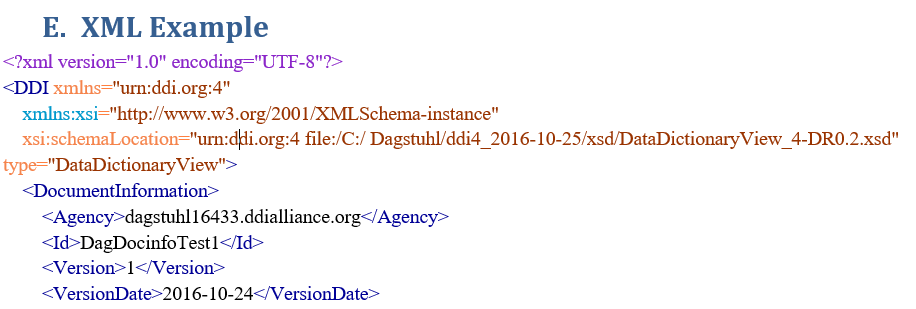 E. XML Example
<?xml version="1.0" encoding="UTF-8"?>
<DDI xmlns="urn:ddi.org:4"
xmlns:xsi="http://www.w3.org/2001/XMLSchema-instance"
xsi:schemaLocation="urn:ddi.org:4 file:/C:/ Dagstuhl/ddi4_2016-10-25/xsd/DataDictionaryView_4-DR0.2.xsd"
type="DataDictionaryView">
<DocumentInformation>
<Agency>dagstuhl16433.ddialliance.org</Agency>
<Id>DagDocinfoTest1</Id>
<Version>1</Version>
<VersionDate>2016-10-24</VersionDate>